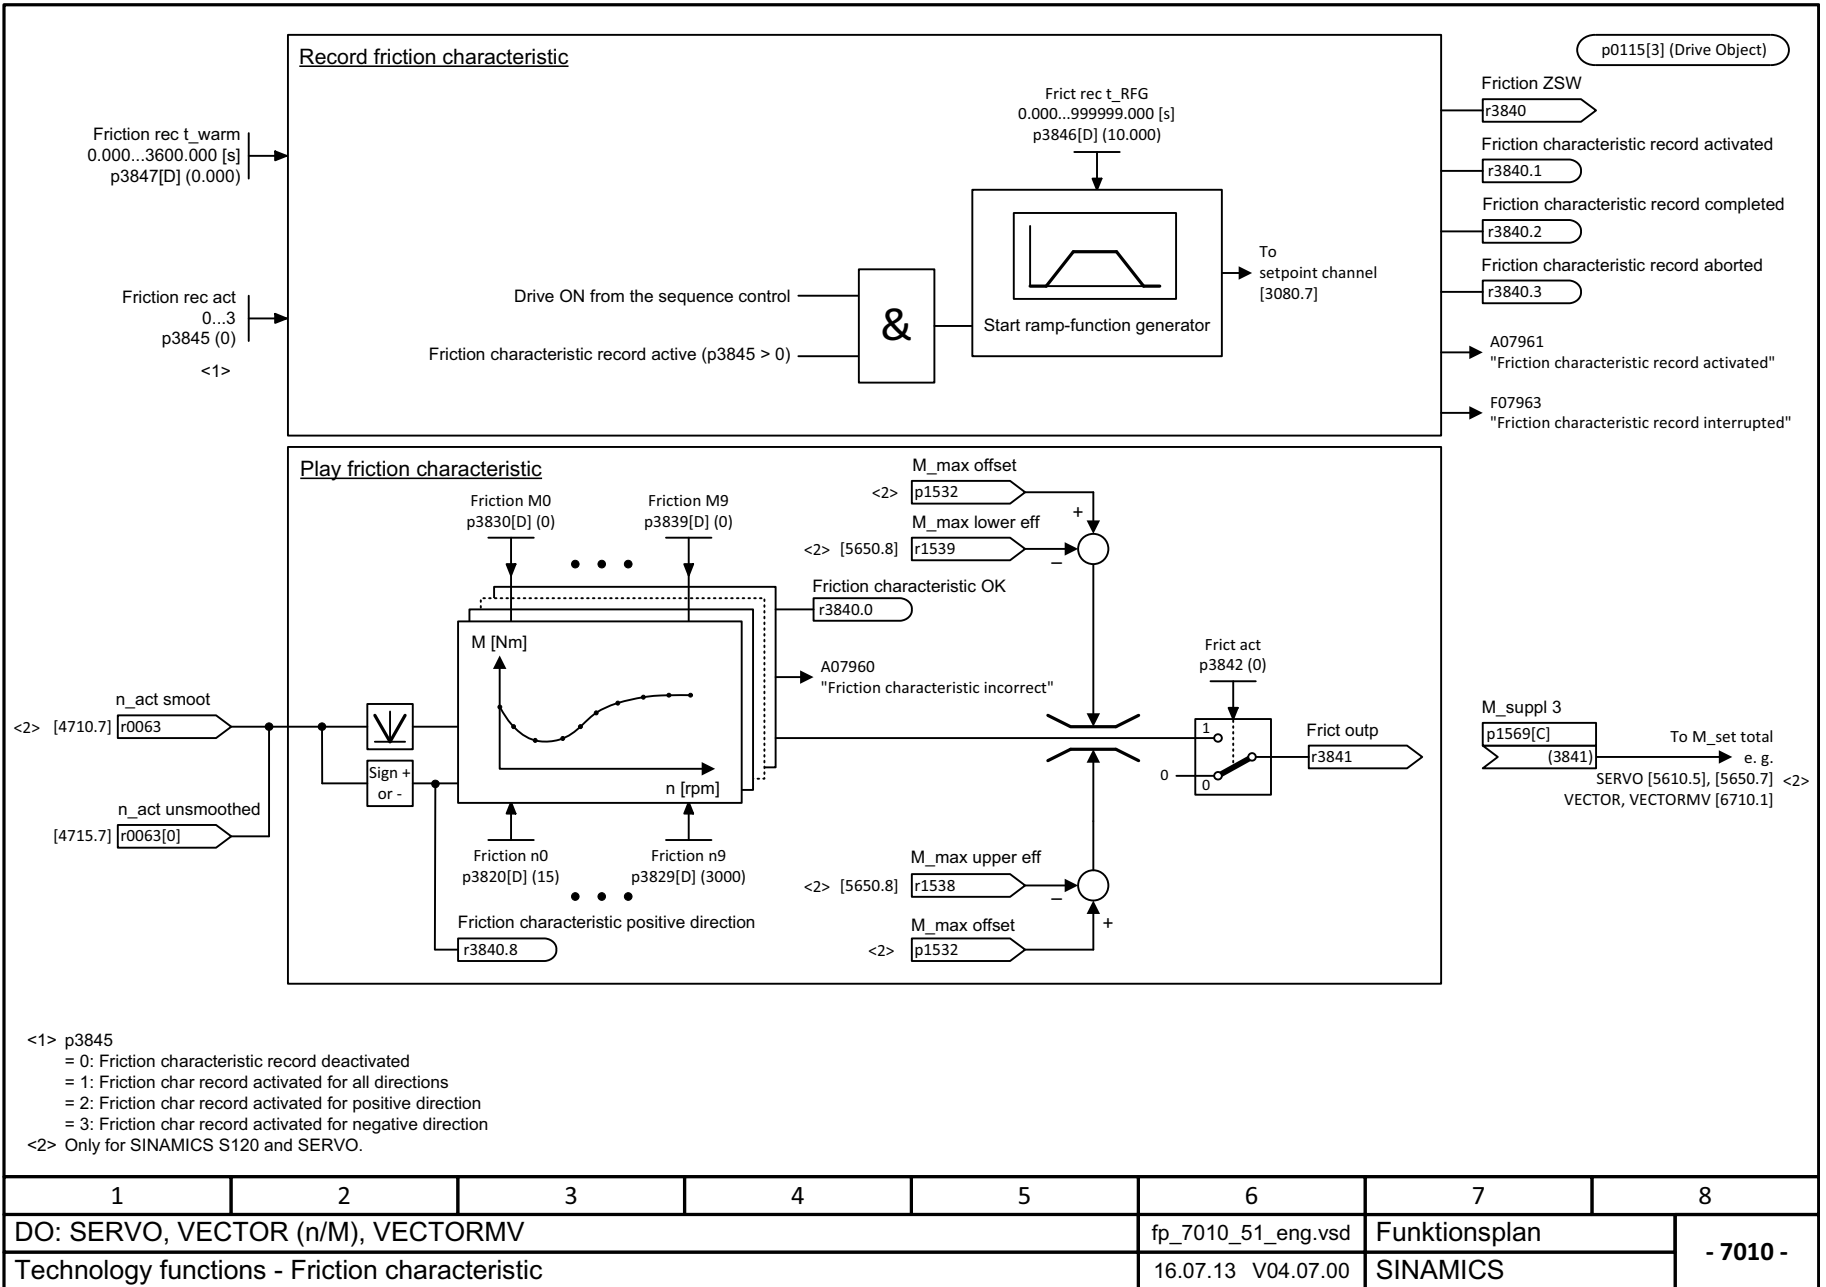 p0115[3] (Drive Object)
Record friction characteristic
Friction rec t_warm
0.000...3600.000 [s]
p3847[D] (0.000)
Friction rec act
0...3
p3845 (0)
<1>
Frict rec t_RFG
0.000...999999.000 [s]
p3846[D] (10.000)
Drive ON from the sequence control
Friction characteristic record active (p3845 > 0)
&
Start ramp-function generator
To
setpoint channel
[3080.7]
Friction ZSW
r3840
Friction characteristic record activated
r3840.1
Friction characteristic record completed
r3840.2
Friction characteristic record aborted
r3840.3
A07961
"Friction characteristic record activated"
F07963
"Friction characteristic record interrupted"
Play friction characteristic
Friction M0
p3830[D] (0)
Friction M9
p3839[D] (0)
M_max offset
<2> p1532
+
M_max lower eff
<2> [5650.8] r1539
–
Friction characteristic OK
r3840.0
A07960
"Friction characteristic incorrect"
M [Nm]
n [rpm]
n_act smoot
<2> [4710.7] r0063
Sign +
or -
n_act unsmoothed
[4715.7] r0063[0]
Friction n0
p3820[D] (15)
Friction n9
p3829[D] (3000)
Friction characteristic positive direction
r3840.8
M_max upper eff
<2> [5650.8] r1538
–
M_max offset
<2> p1532
+
Frict act
p3842 (0)
1
0
0
Frict outp
r3841
M_suppl 3
p1569[C]
(3841)
To M_set total
e. g.
SERVO [5610.5], [5650.7] <2>
VECTOR, VECTORMV [6710.1]
<1> p3845
= 0: Friction characteristic record deactivated
= 1: Friction char record activated for all directions
= 2: Friction char record activated for positive direction
= 3: Friction char record activated for negative direction
<2> Only for SINAMICS S120 and SERVO.
1 2 3 4 5 6 7 8
DO: SERVO, VECTOR (n/M), VECTORMV
fp_7010_51_eng.vsd
Funktionsplan
- 7010 -
Technology functions - Friction characteristic
16.07.13 V04.07.00
SINAMICS